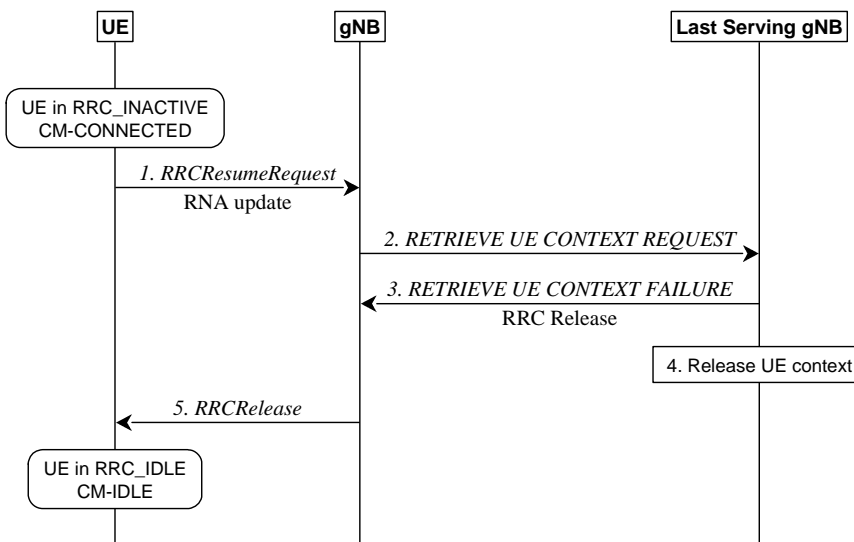 UE
gNB
Last Serving gNB
UE in RRC_INACTIVE
CM-CONNECTED
1. RRCResumeRequest
RNA update
2. RETRIEVE UE CONTEXT REQUEST
3. RETRIEVE UE CONTEXT FAILURE
RRC Release
4. Release UE context
5. RRCRelease
UE in RRC_IDLE
CM-IDLE